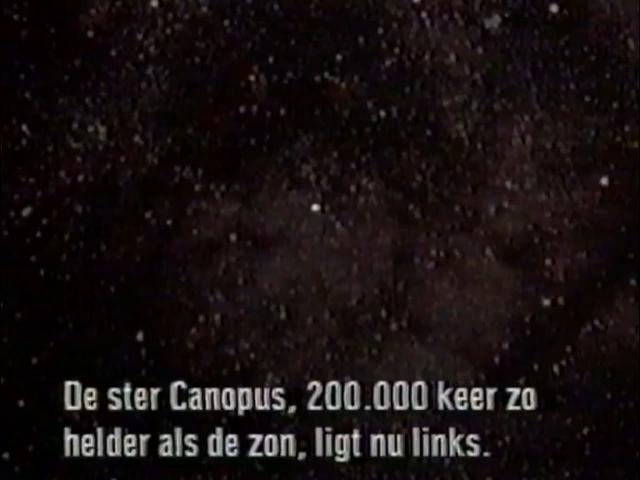 De ster Canopus, 200.000 keer zo
helder als de zon, ligt nu links.